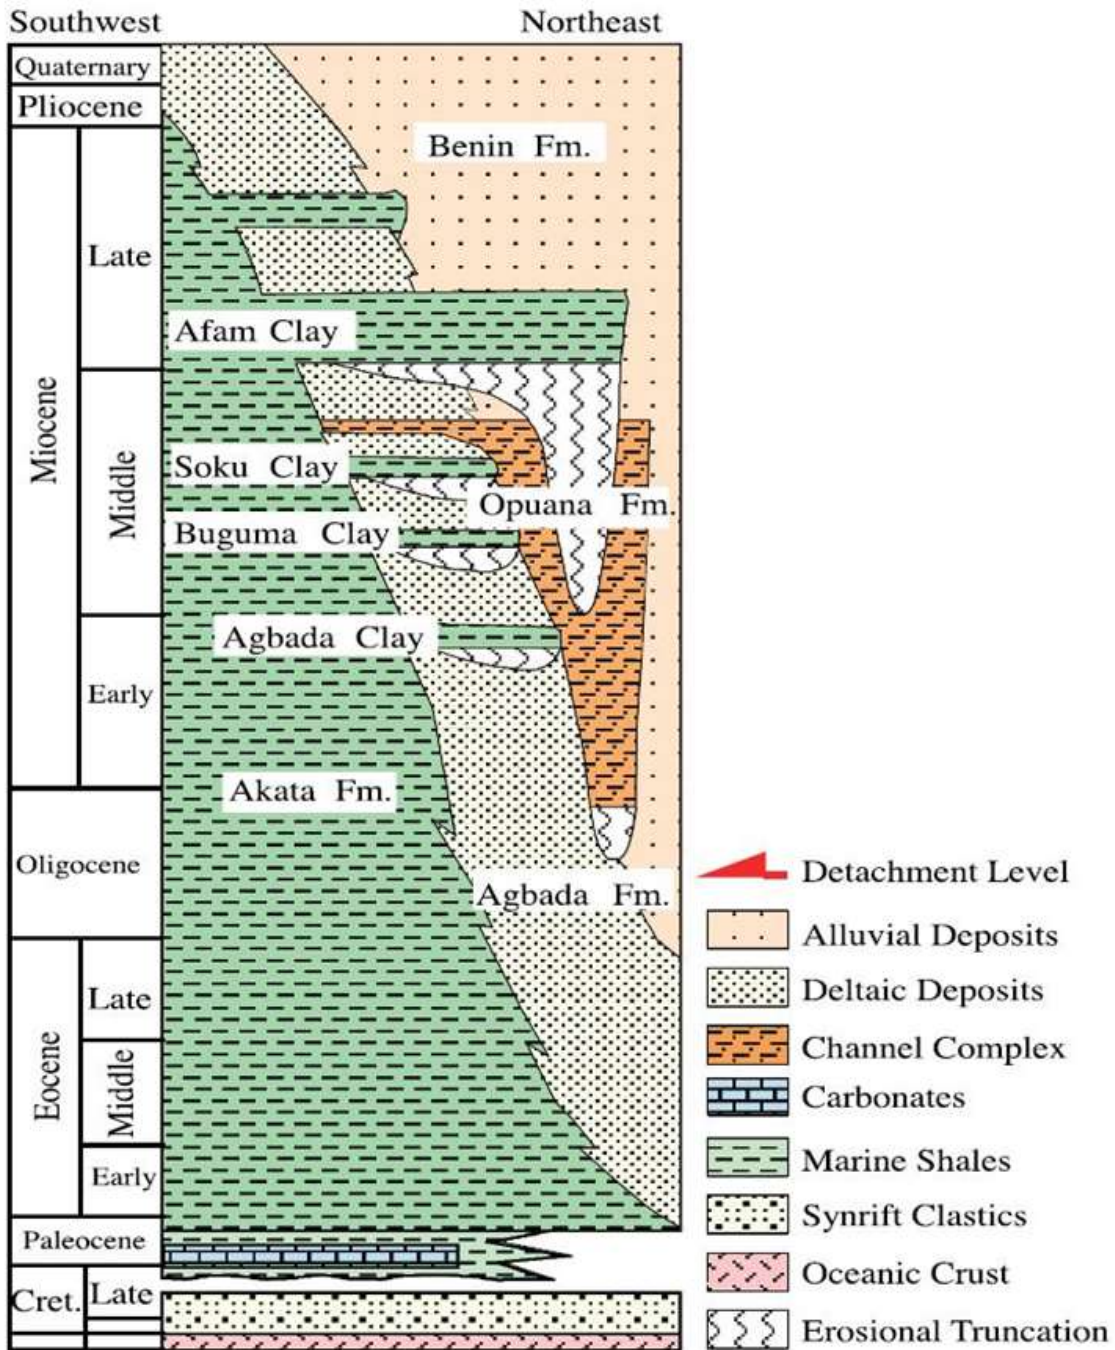 Southwest Northeast
Quaternary
Pliocene
Benin Fm.
Late
Afam Clay
Miocene
Middle
Soku Clay
Opuana Fm.
Buguma Clay
Agbada Clay
Early
Akata Fm.
Oligocene
Agbada Fm.
Eocene
Late
Middle
Early
Paleocene
Cret.
Late
Detachment Level
Alluvial Deposits
Deltaic Deposits
Channel Complex
Carbonates
Marine Shales
Synrift Clastics
Oceanic Crust
Erosional Truncation